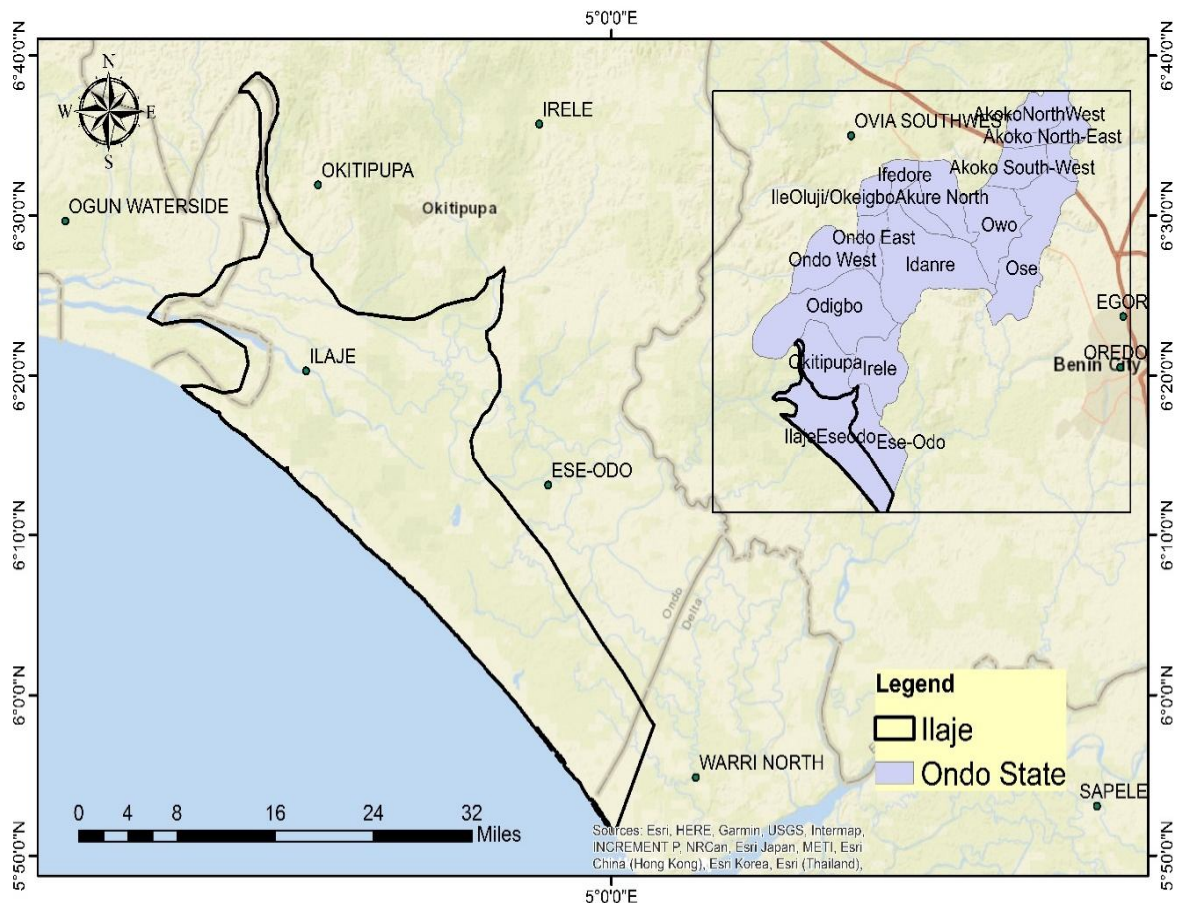 5°0'0"E
6°40'0"N
6°40'0"N
N
W
E
S
IRELE
OVIA SOUTHWEST
AkokoNorthWest
Akoko North-East
OKITIPUPA
Akoko South-West
Ifedore
IleOluji/Okeigbo
Akure North
Okitipupa
6°30'0"N
6°30'0"N
OGUN WATERSIDE
Owo
Ondo East
Ondo West
Idanre
Ose
Odigbo
EGOR
OREDO
Benin City
ILAJE
Okitipupa
Irele
6°20'0"N
6°20'0"N
IlajeEseodo
Ese-Odo
ESE-ODO
6°10'0"N
6°10'0"N
Ondo
Delta
Legend
Ilaje
Ondo State
6°0'0"N
6°0'0"N
WARRI NORTH
SAPELE
0 4 8 16 24 32
Miles
Sources: Esri, HERE, Garmin, USGS, Intermap,
INCREMENT P, NRCan, Esri Japan, METI, Esri
China (Hong Kong), Esri Korea, Esri (Thailand),
5°50'0"N
5°50'0"N
5°0'0"E